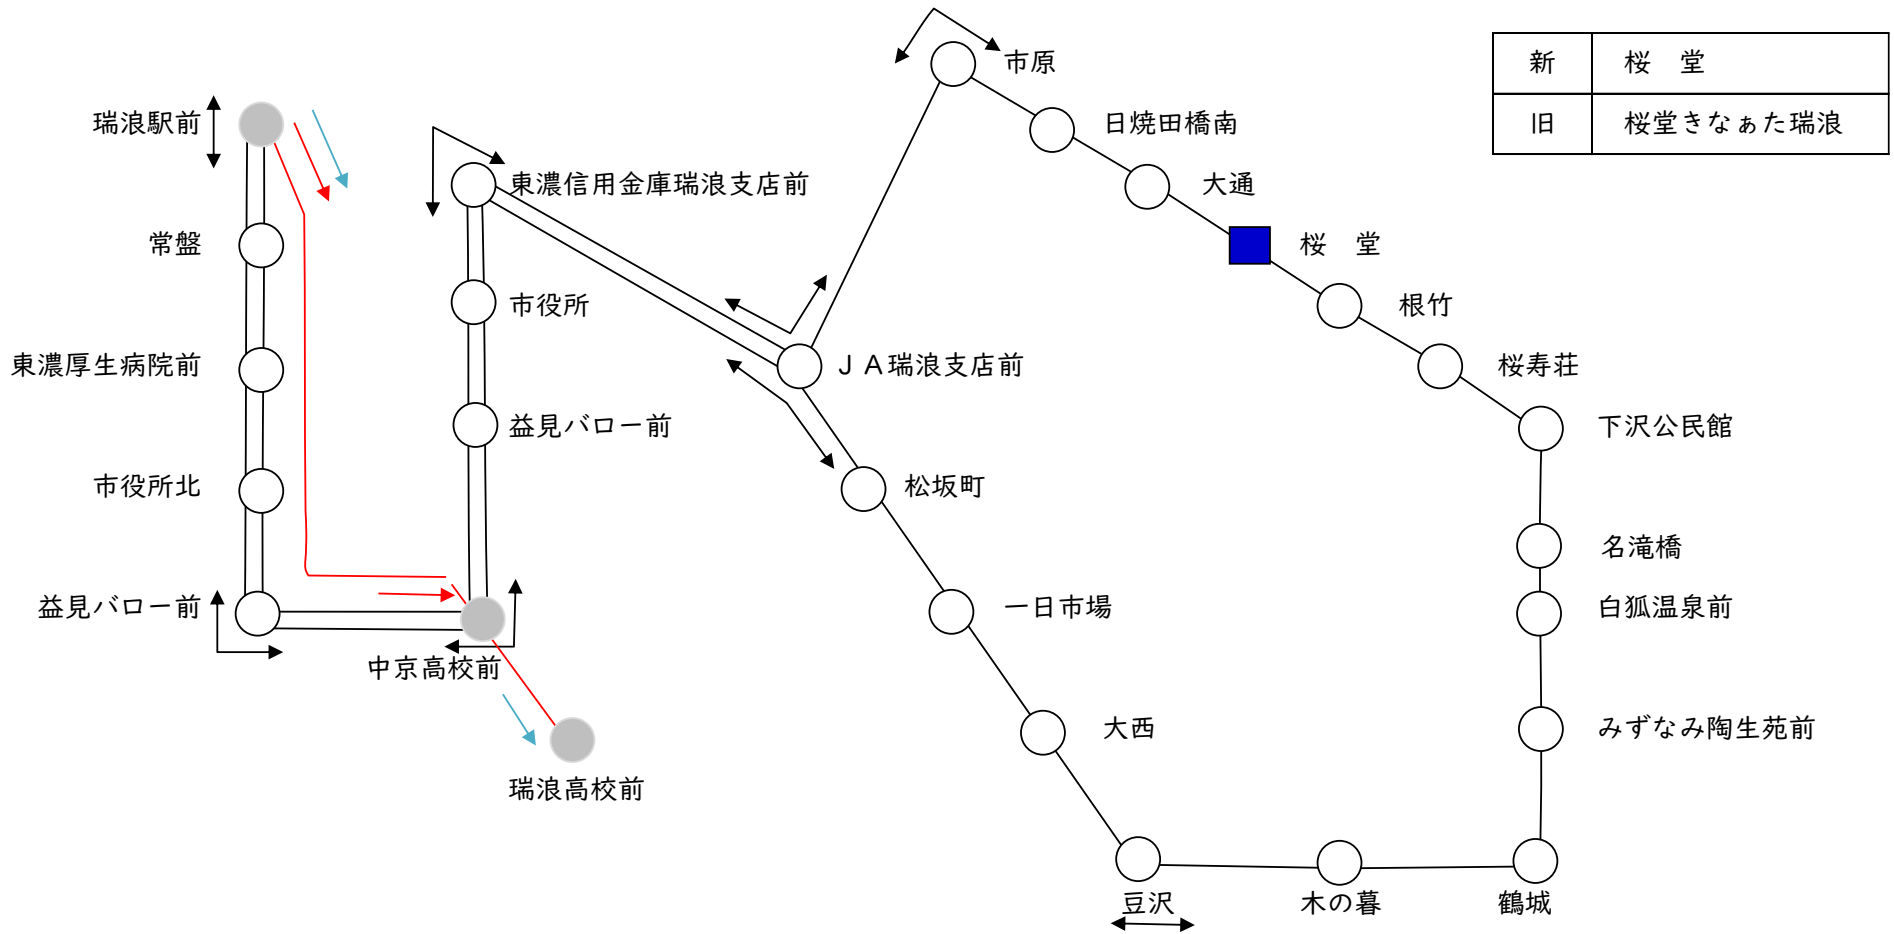 新 桜　堂
旧 桜堂きなぁた瑞浪
市原
日焼田橋南
大通
桜　堂
根竹
桜寿荘
下沢公民館
名滝橋
白狐温泉前
みずなみ陶生苑前
鶴城
木の暮
豆沢
大西
一日市場
松坂町
ＪＡ瑞浪支店前
東濃信用金庫瑞浪支店前
市役所
益見バロー前
中京高校前
瑞浪高校前
瑞浪駅前
常盤
東濃厚生病院前
市役所北
益見バロー前